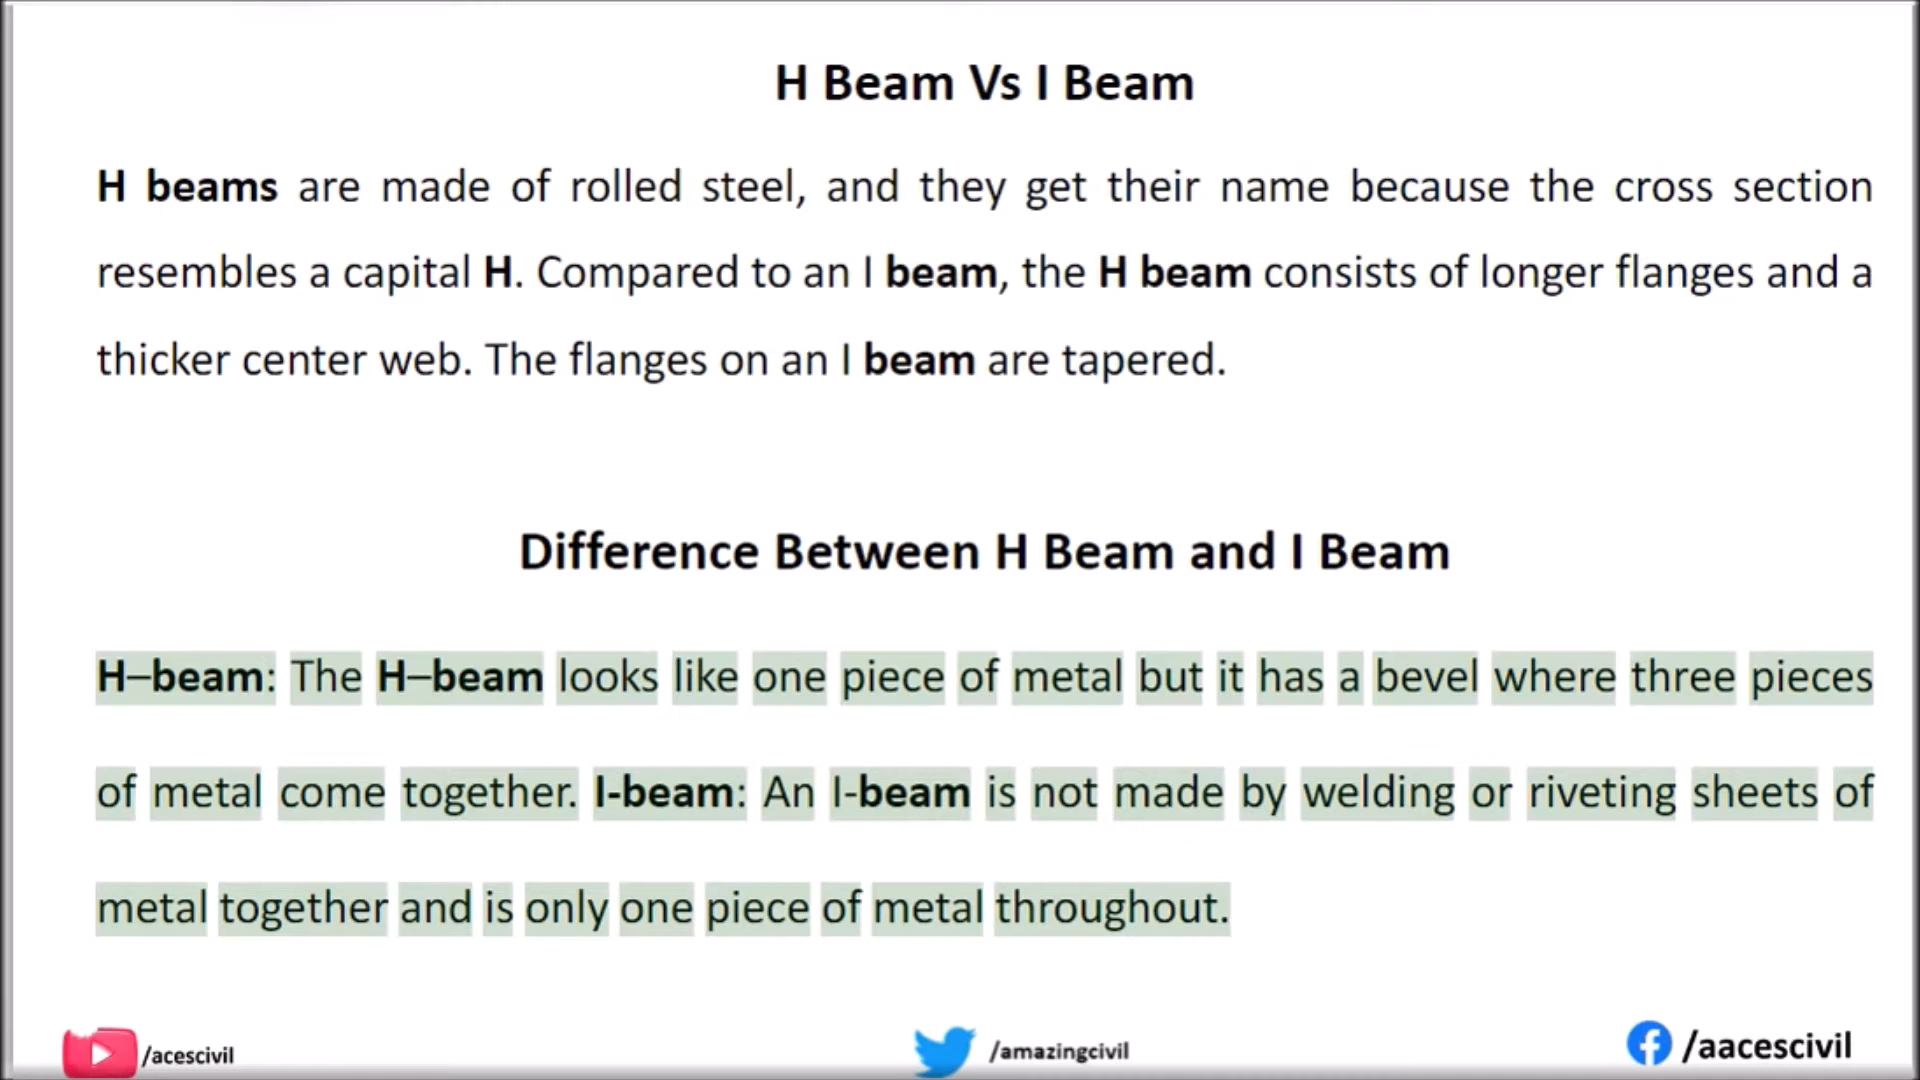 H Beam Vs I Beam
H beams are made of rolled steel, and they get their name because the cross section
resembles a capital H. Compared to an I beam, the H beam consists of longer flanges and a
thicker center web. The flanges on an I beam are tapered.
Difference Between H Beam and I Beam
H–beam: The H–beam looks like one piece of metal but it has a bevel where three pieces
of metal come together. I-beam: An I-beam is not made by welding or riveting sheets of
metal together and is only one piece of metal throughout.
/acescivil
/amazingcivil
/aacescivil